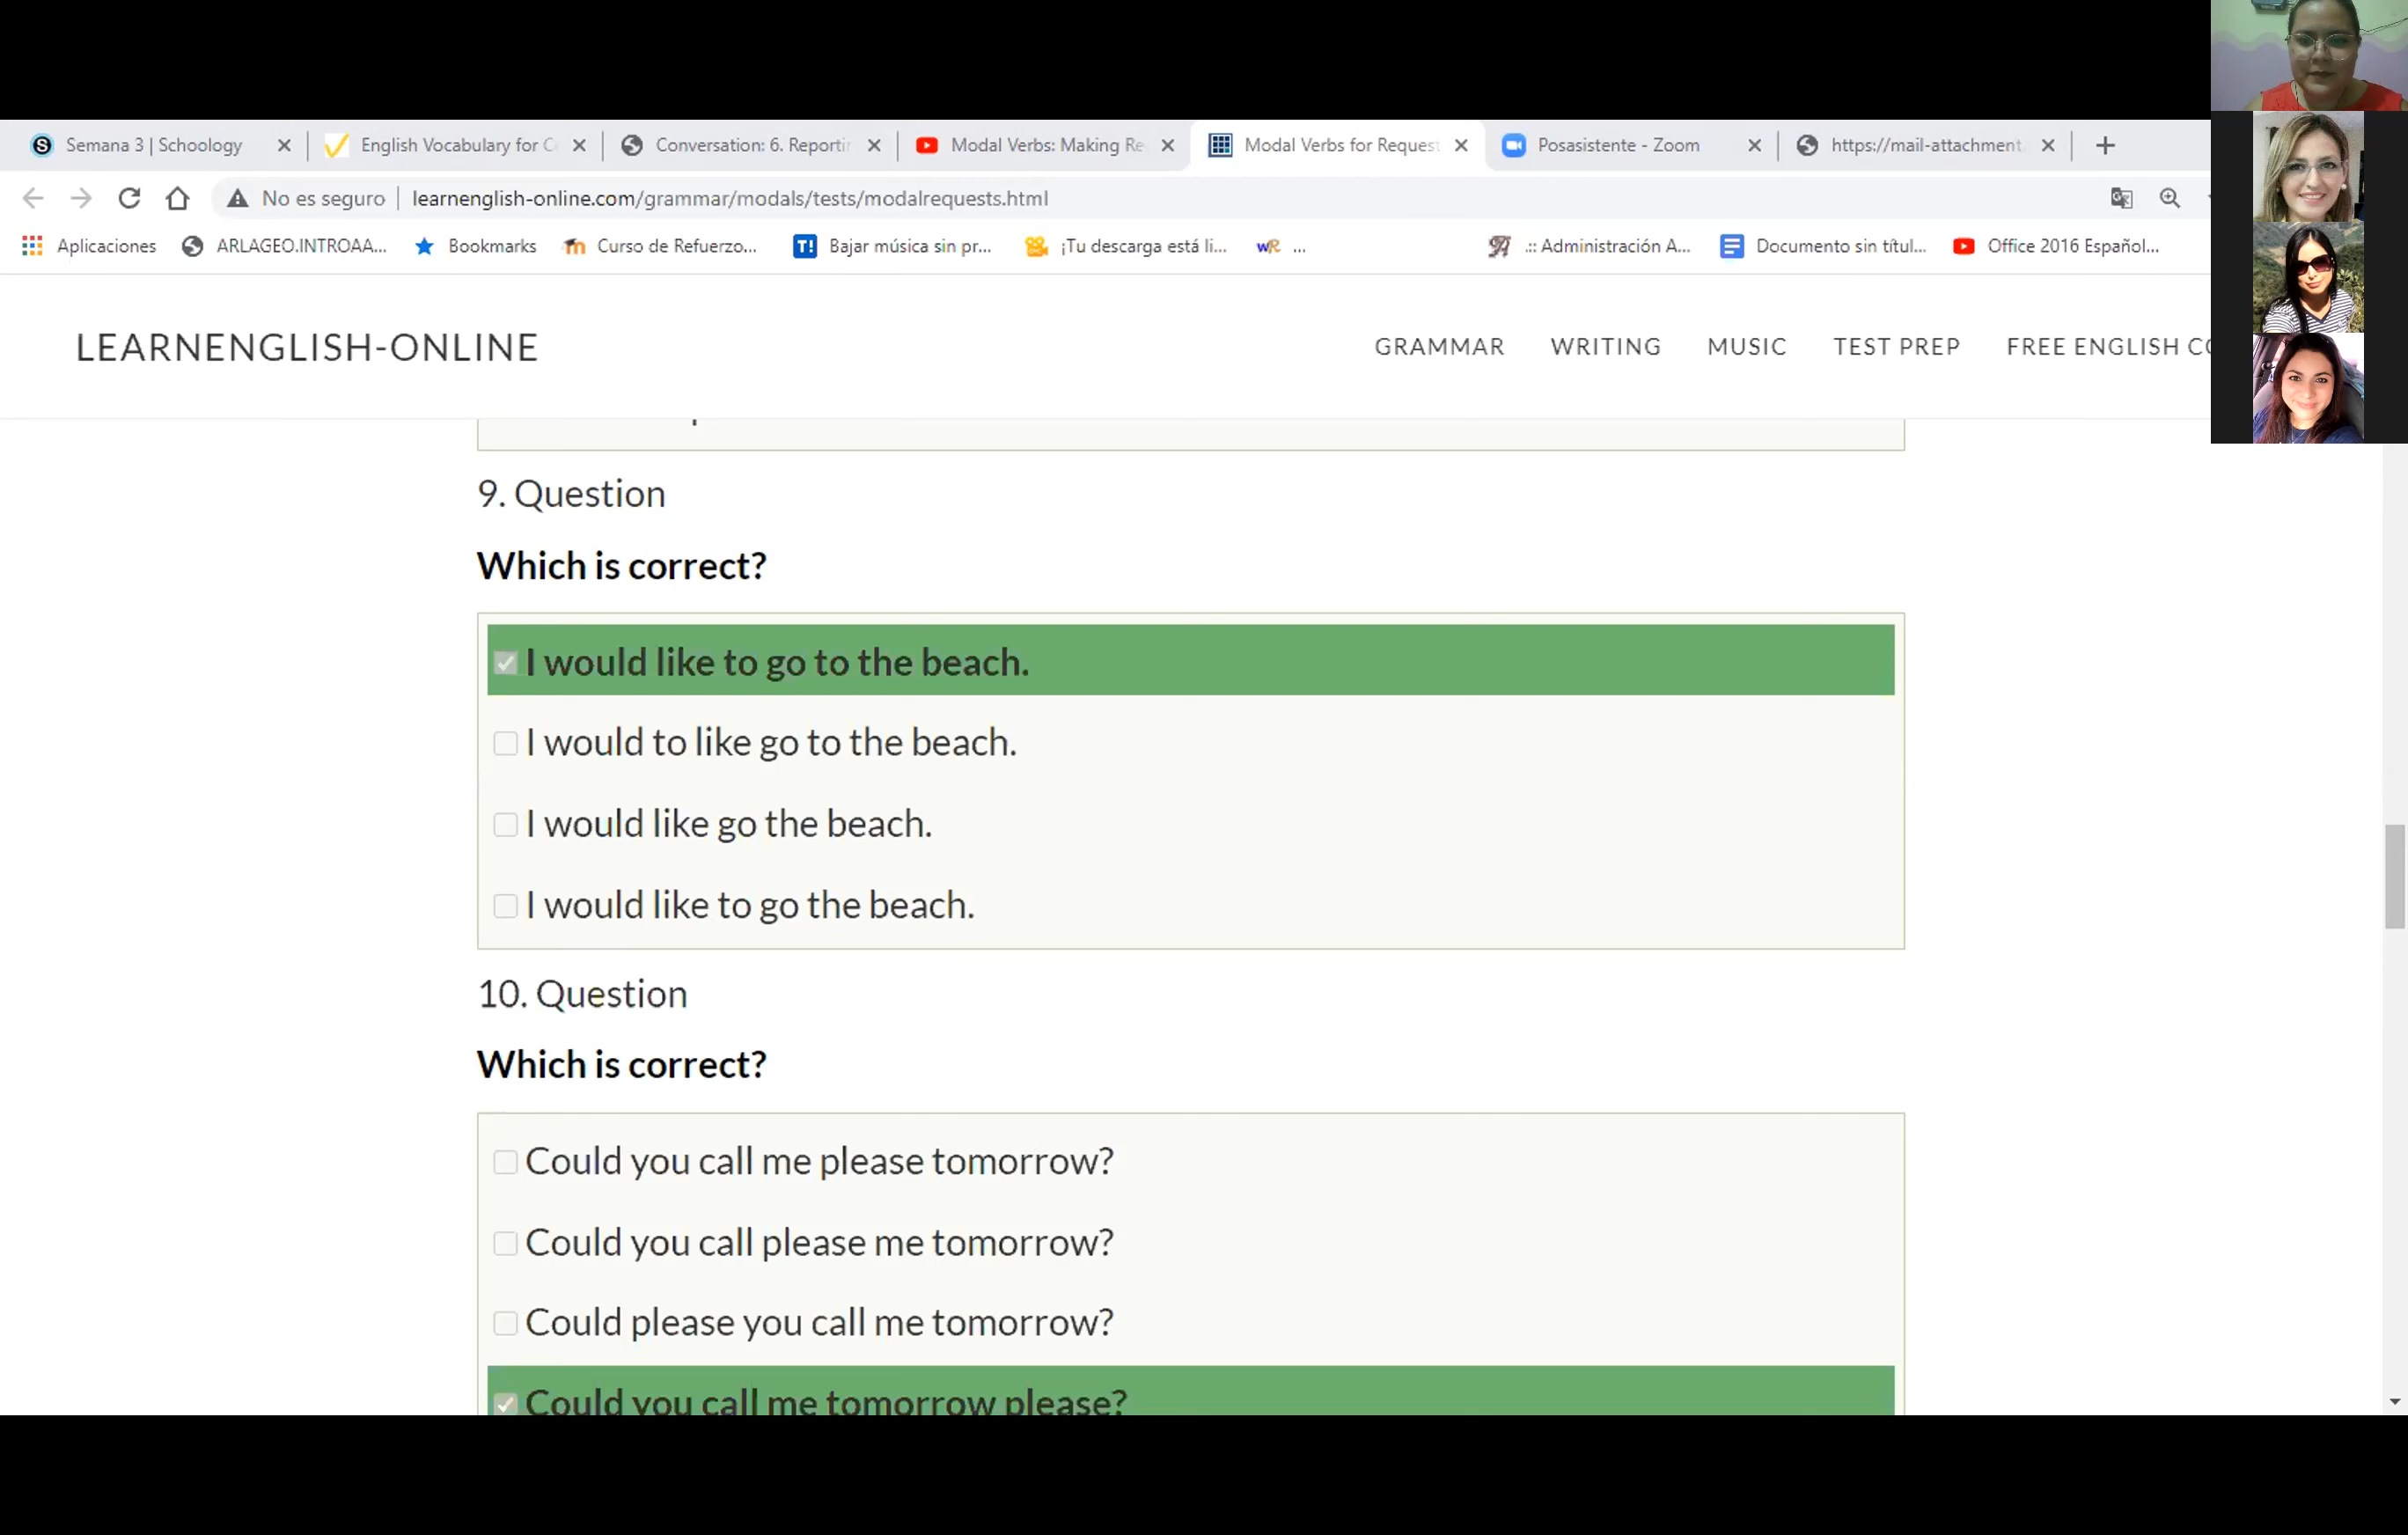 Semana 3 | Schoology
English Vocabulary for C
Conversation: 6. Reportin
Modal Verbs: Making Re
Modal Verbs for Request
Posasistente - Zoom
https://mail-attachment
No es seguro | learnenglish-online.com/grammar/modals/tests/modalrequests.html
Aplicaciones
ARLAGEO.INTROAA...
Bookmarks
Curso de Refuerzo...
T! Bajar música sin pr...
¡Tu descarga está li...
wR ...
.:: Administración A...
Documento sin títul...
Office 2016 Español...
LEARNENGLISH-ONLINE
GRAMMAR
WRITING
MUSIC
TEST PREP
FREE ENGLISH CO
9. Question
Which is correct?
I would like to go to the beach.
I would to like go to the beach.
I would like go the beach.
I would like to go the beach.
10. Question
Which is correct?
Could you call me please tomorrow?
Could you call please me tomorrow?
Could please you call me tomorrow?
Could you call me tomorrow please?